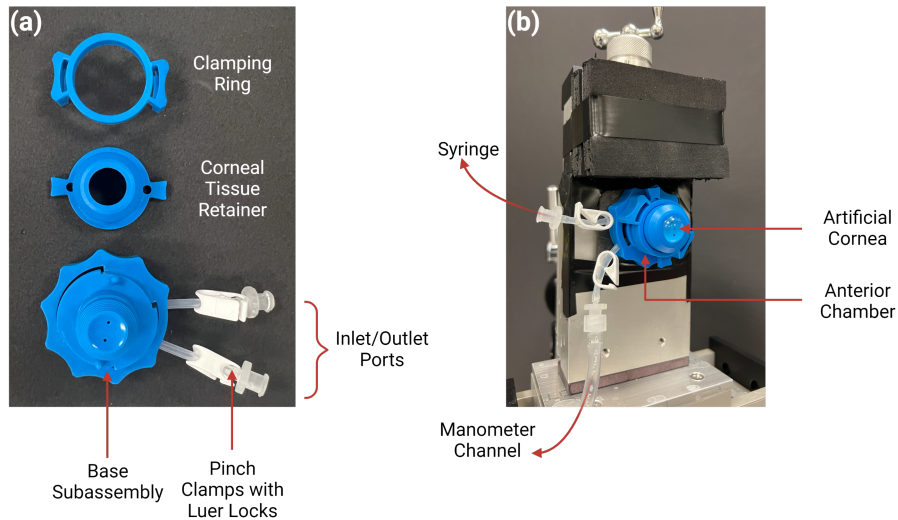 (a)
Clamping
Ring
Corneal
Tissue
Retainer
Inlet/Outlet
Ports
Base
Subassembly
Pinch
Clamps with
Luer Locks
(b)
Syringe
Artificial
Cornea
Anterior
Chamber
Manometer
Channel